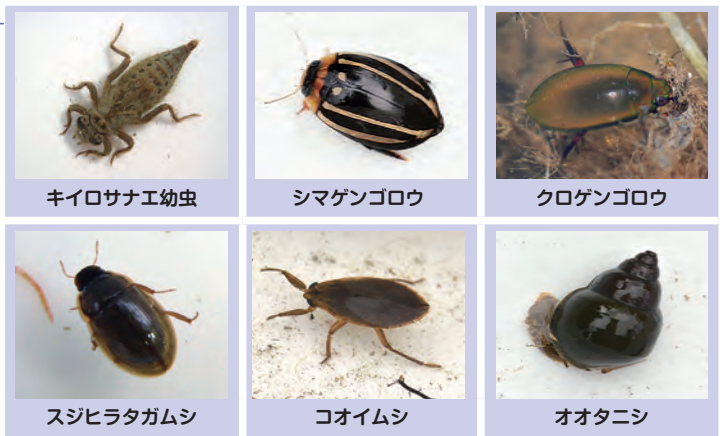 キイロサナエ幼虫
シマゲンゴロウ
クロゲンゴロウ
スジヒラタガムシ
コオイムシ
オオタニシ